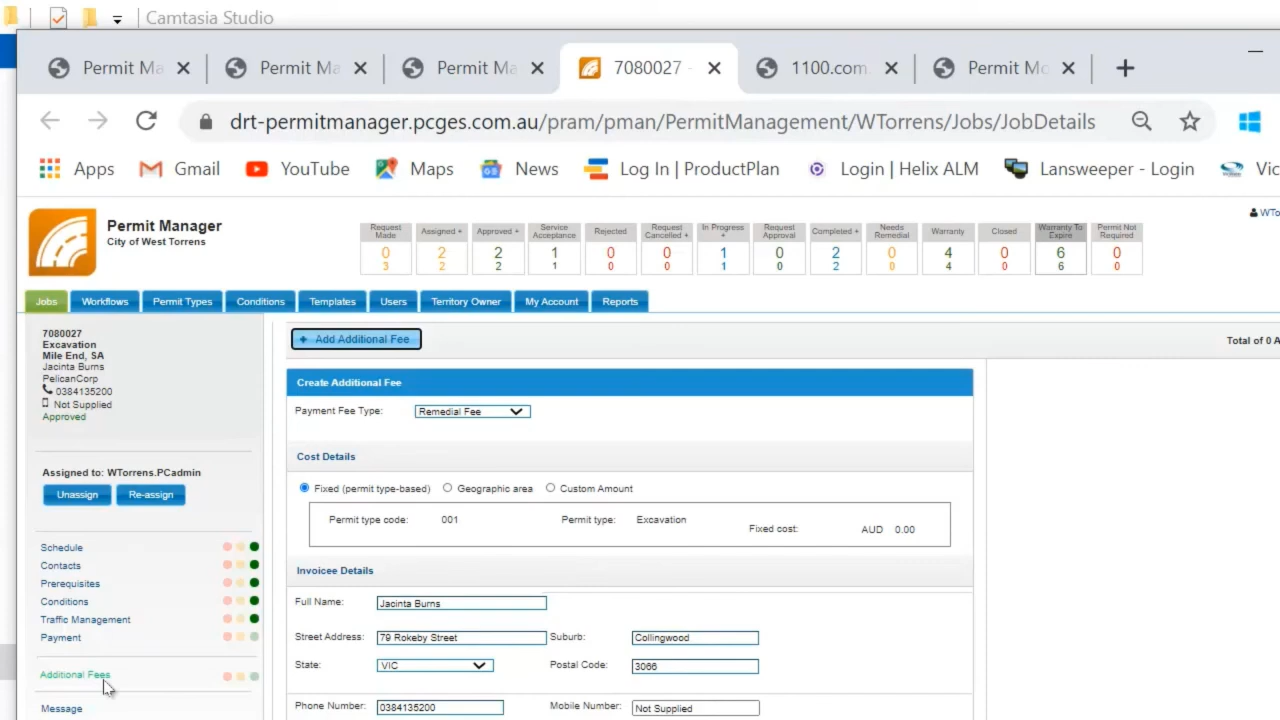 Camtasia Studio
Permit Ma
Permit Ma
Permit Ma
7080027 -
1100.com.
Permit Mo
drt-permitmanager.pcges.com.au/pram/pman/PermitManagement/WTorrens/Jobs/JobDetails
Apps Gmail YouTube Maps News Log In | ProductPlan Login | Helix ALM Lansweeper - Login Vic
WTo
Permit Manager
City of West Torrens
Request Made 0 3
Assigned + 2 2
Approved + 2 2
Service Acceptance 1 1
Rejected 0 0
Request Cancelled + 0 0
In Progress + 1 1
Request Approval 0 0
Completed + 2 2
Needs Remedial 0 0
Warranty 4 4
Closed 0 0
Warranty To Expire 6 6
Permit Not Required 0 0
Jobs Workflows Permit Types Conditions Templates Users Territory Owner My Account Reports
7080027
Excavation
Mile End, SA
Jacinta Burns
PelicanCorp
0384135200
Not Supplied
Approved
Assigned to: WTorrens.PCadmin
Unassign Re-assign
Schedule
Contacts
Prerequisites
Conditions
Traffic Management
Payment
Additional Fees
Message
+ Add Additional Fee
Total of 0 A
Create Additional Fee
Payment Fee Type: Remedial Fee
Cost Details
Fixed (permit type-based) Geographic area Custom Amount
Permit type code: 001 Permit type: Excavation Fixed cost: AUD 0.00
Invoicee Details
Full Name: Jacinta Burns
Street Address: 79 Rokeby Street Suburb: Collingwood
State: VIC Postal Code: 3066
Phone Number: 0384135200 Mobile Number: Not Supplied